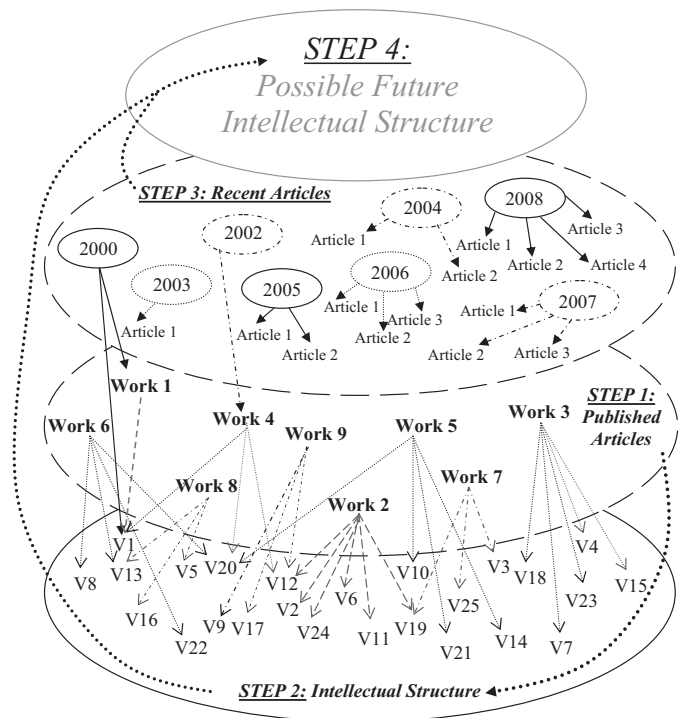 STEP 4:
Possible Future
Intellectual Structure
STEP 3: Recent Articles
2000
2002
2003
2004
2005
2006
2007
2008
Article 1
Article 1
Article 2
Article 1
Article 2
Article 1
Article 2
Article 3
Article 1
Article 2
Article 3
Article 1
Article 2
Article 3
Article 4
STEP 1:
Published
Articles
Work 1
Work 6
Work 4
Work 9
Work 5
Work 3
Work 8
Work 2
Work 7
V1
V8
V13
V5
V20
V12
V10
V3
V18
V4
V15
V16
V22
V9
V17
V2
V24
V6
V11
V19
V25
V21
V14
V23
V7
STEP 2: Intellectual Structure